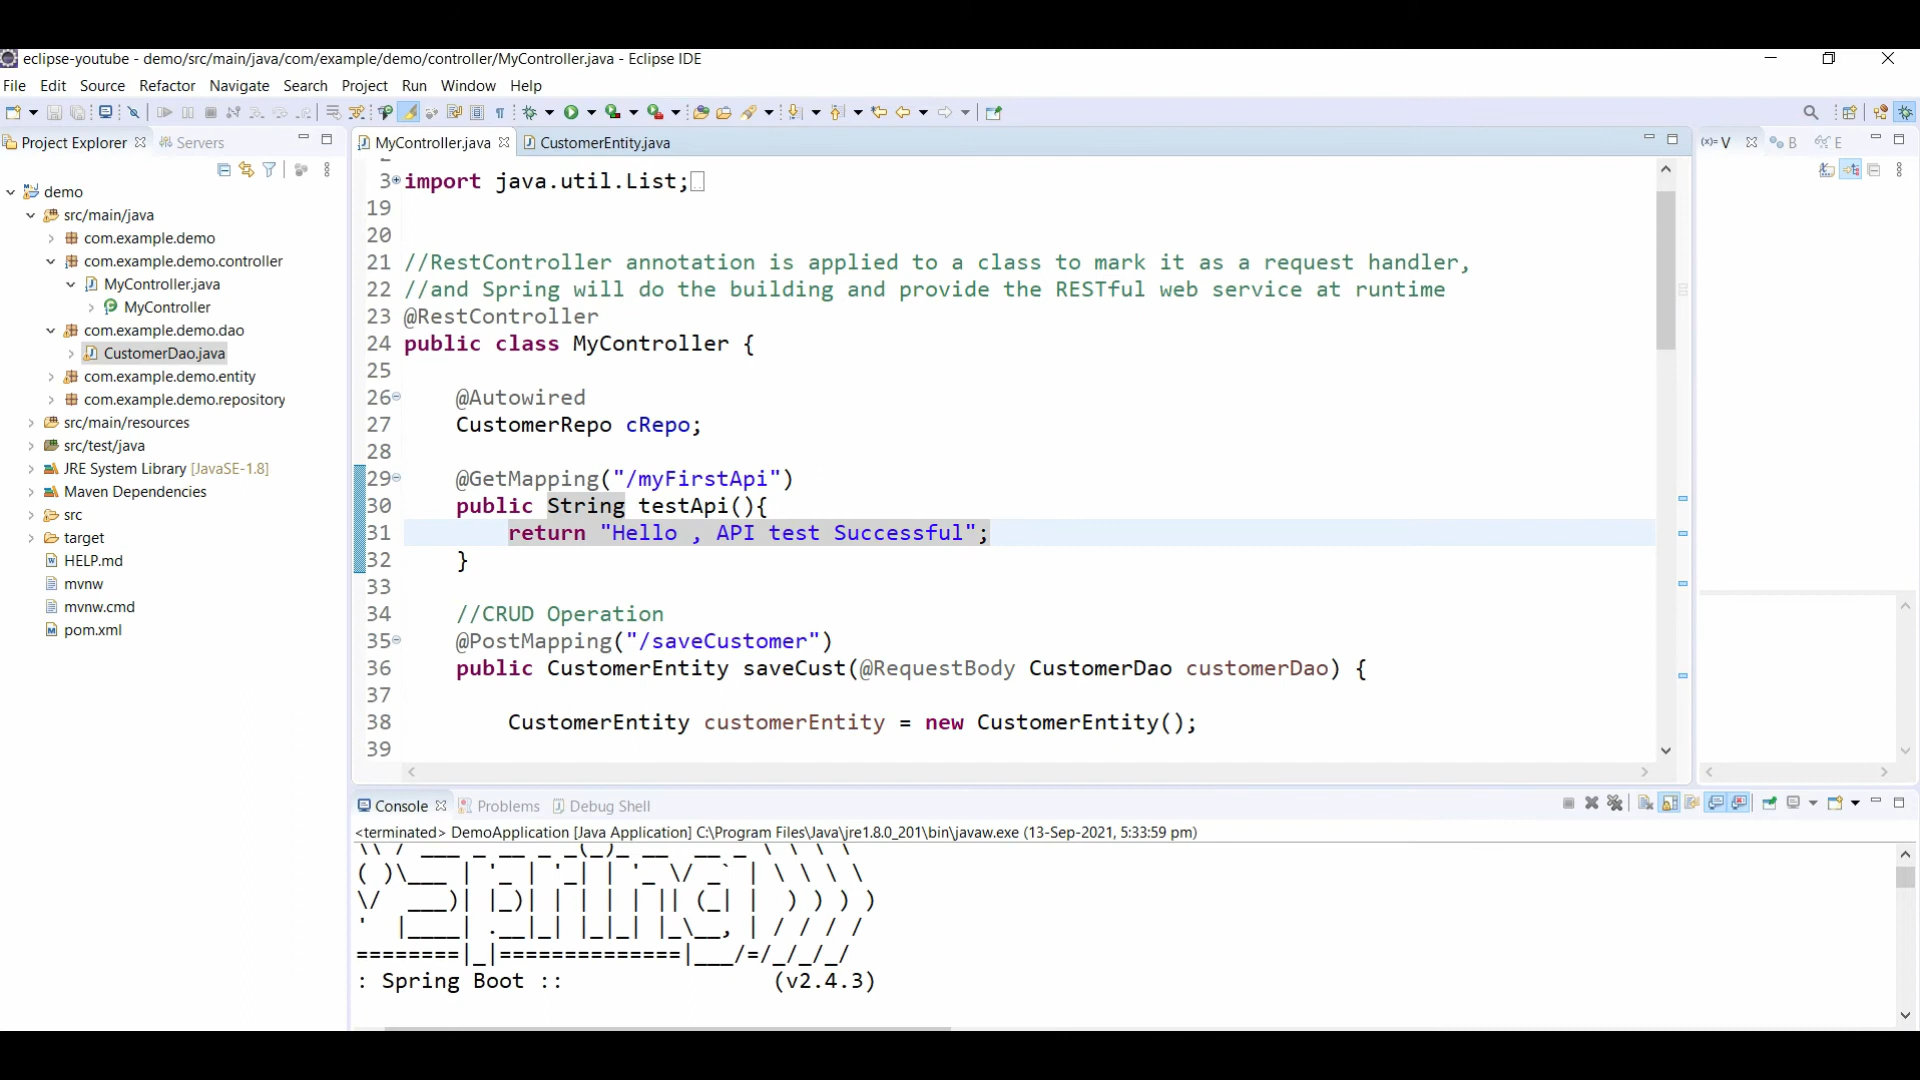 eclipse-youtube - demo/src/main/java/com/example/demo/controller/MyController.java - Eclipse IDE
File Edit Source Refactor Navigate Search Project Run Window Help
Project Explorer
Servers
demo
src/main/java
com.example.demo
com.example.demo.controller
MyController.java
MyController
com.example.demo.dao
CustomerDao.java
com.example.demo.entity
com.example.demo.repository
src/main/resources
src/test/java
JRE System Library [JavaSE-1.8]
Maven Dependencies
src
target
HELP.md
mvnw
mvnw.cmd
pom.xml
MyController.java
CustomerEntity.java
3 import java.util.List;
19
20
21 //RestController annotation is applied to a class to mark it as a request handler,
22 //and Spring will do the building and provide the RESTful web service at runtime
23 @RestController
24 public class MyController {
25
26 @Autowired
27 CustomerRepo cRepo;
28
29 @GetMapping("/myFirstApi")
30 public String testApi(){
31 return "Hello , API test Successful";
32 }
33
34 //CRUD Operation
35 @PostMapping("/saveCustomer")
36 public CustomerEntity saveCust(@RequestBody CustomerDao customerDao) {
37
38 CustomerEntity customerEntity = new CustomerEntity();
39
(x)= V
B
E
Console
Problems
Debug Shell
<terminated> DemoApplication [Java Application] C:\Program Files\Java\jre1.8.0_201\bin\javaw.exe (13-Sep-2021, 5:33:59 pm)
\\ / ___ _ __ _ _(_)_ __ __ _ \ \ \ \
( )\___ | '_ | '_| | '_ \/ _` | \ \ \ \
\/ ___)| |_)| | | | | || (_| | ) ) ) )
' |____| .__|_| |_|_| |_\__, | / / / /
========|_|==============|___/=/_/_/_/
: Spring Boot :: (v2.4.3)